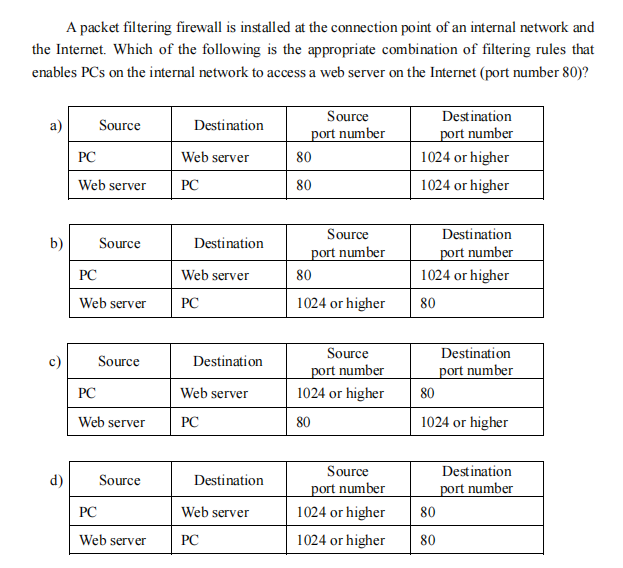 A packet filtering firewall is installed at the connection point of an internal network and
the Internet. Which of the following is the appropriate combination of filtering rules that
enables PCs on the internal network to access a web server on the Internet (port number 80)?
a)
Source Destination Source port number Destination port number
PC Web server 80 1024 or higher
Web server PC 80 1024 or higher
b)
Source Destination Source port number Destination port number
PC Web server 80 1024 or higher
Web server PC 1024 or higher 80
c)
Source Destination Source port number Destination port number
PC Web server 1024 or higher 80
Web server PC 80 1024 or higher
d)
Source Destination Source port number Destination port number
PC Web server 1024 or higher 80
Web server PC 1024 or higher 80